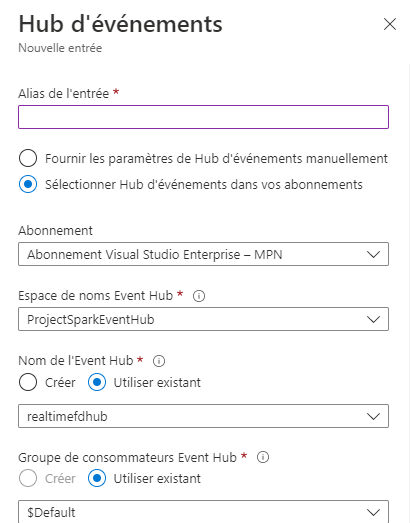 Hub d'événements
Nouvelle entrée
Alias de l'entrée *
Fournir les paramètres de Hub d'événements manuellement
Sélectionner Hub d'événements dans vos abonnements
Abonnement
Abonnement Visual Studio Enterprise – MPN
Espace de noms Event Hub *
ProjectSparkEventHub
Nom de l'Event Hub *
Créer Utiliser existant
realtimefdhub
Groupe de consommateurs Event Hub *
Créer Utiliser existant
$Default